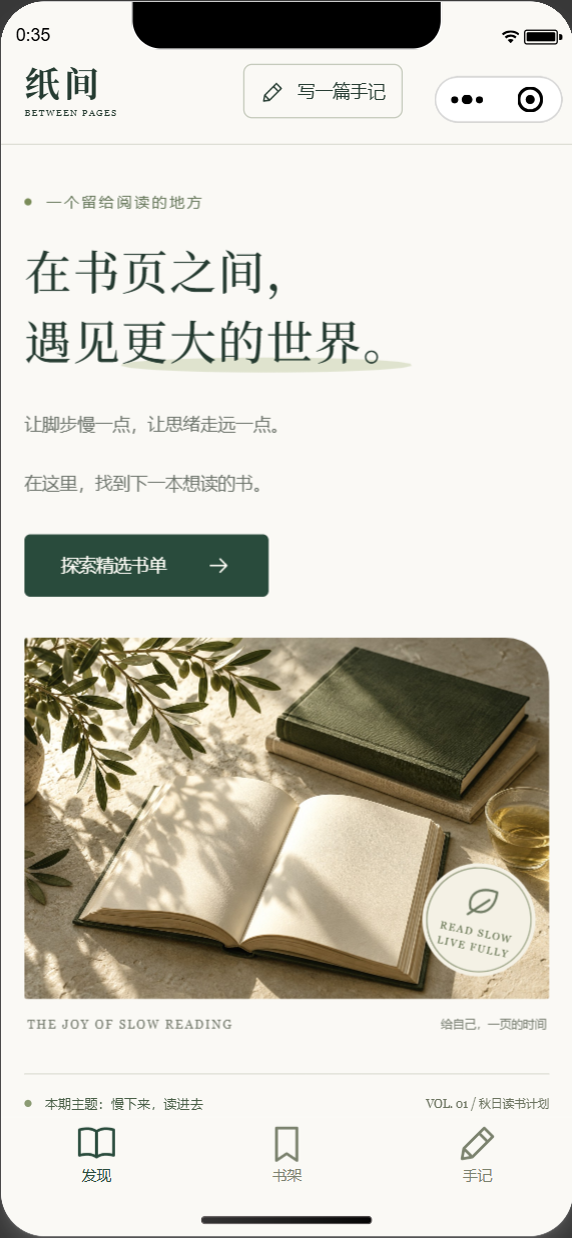 0:35
纸间
BETWEEN PAGES
写一篇手记
一个留给阅读的地方
在书页之间，
遇见更大的世界。
让脚步慢一点，让思绪走远一点。
在这里，找到下一本想读的书。
探索精选书单
READ SLOW
LIVE FULLY
THE JOY OF SLOW READING
给自己，一页的时间
本期主题：慢下来，读进去
VOL. 01 / 秋日读书计划
发现
书架
手记